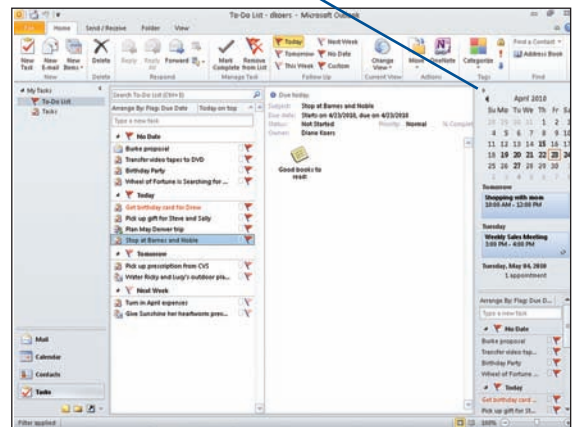 To-Do List - dkoers - Microsoft Outlook
File Home Send / Receive Folder View
New Task
New E-mail
New Items
Delete
Reply
Reply All
Forward
Mark Complete
Remove from List
Today
Tomorrow
This Week
Next Week
No Date
Custom
Change View
Move
OneNote
Categorize
Find a Contact
Address Book
New Delete Respond Manage Task Follow Up Current View Actions Tags Find
My Tasks
To-Do List
Tasks
Search To-Do List (Ctrl+E)
Arrange By: Flag: Due Date Today on top
Type a new task
No Date
Burke proposal
Transfer video tapes to DVD
Birthday Party
Wheel of Fortune is Searching for ...
Today
Get birthday card for Drew
Pick up gift for Steve and Sally
Plan May Denver trip
Stop at Barnes and Noble
Tomorrow
Pick up prescription from CVS
Water Ricky and Lucy's outdoor pla...
Next Week
Turn in April expenses
Give Sunshine her heartworm prev...
Due today
Subject: Stop at Barnes and Noble
Due date: Starts on 4/23/2010, due on 4/23/2010
Status: Not Started Priority: Normal % Complet
Owner: Diane Koers
Good books to read!
April 2010
Su Mo Tu We Th Fr S
28 29 30 31 1 2 3
4 5 6 7 8 9 10
11 12 13 14 15 16 17
18 19 20 21 22 23 24
25 26 27 28 29 30
Tomorrow
Shopping with mom
10:00 AM - 12:00 PM
Tuesday
Weekly Sales Meeting
3:00 PM - 4:00 PM
Tuesday, May 04, 2010
1 appointment
Arrange By: Flag: Due D...
Type a new task
No Date
Burke proposal
Transfer video tap...
Birthday Party
Wheel of Fortune ...
Today
Get birthday card ...
Pick up gift for St...
Mail
Calendar
Contacts
Tasks
Filter applied
100%